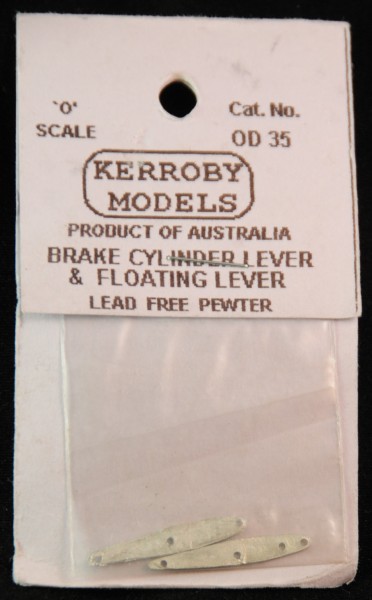 'O'
SCALE
Cat. No.
OD 35
KERROBY
MODELS
PRODUCT OF AUSTRALIA
BRAKE CYLINDER LEVER
& FLOATING LEVER
LEAD FREE PEWTER